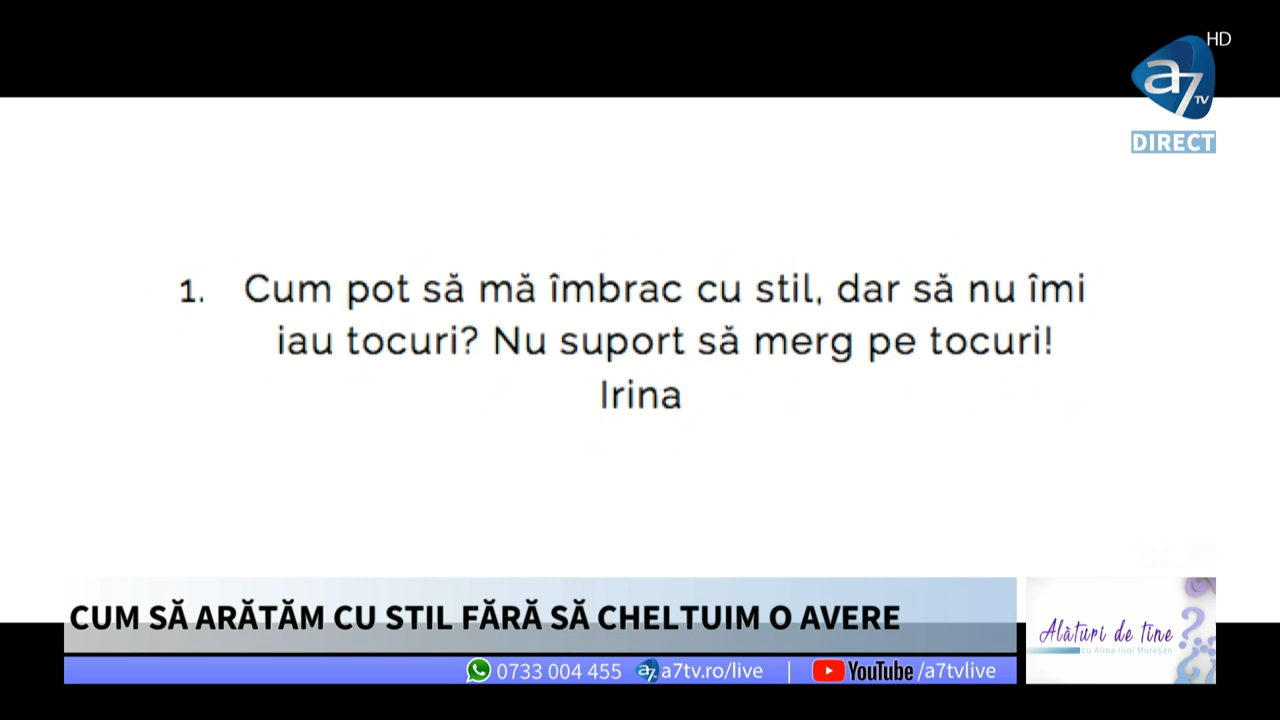 HD
a7
TV
DIRECT
1. Cum pot să mă îmbrac cu stil, dar să nu îmi
iau tocuri? Nu suport să merg pe tocuri!
Irina
CUM SĂ ARĂTĂM CU STIL FĂRĂ SĂ CHELTUIM O AVERE
Alături de tine
cu Alina Ilioi Mureșan
0733 004 455 a7 a7tv.ro/live | YouTube /a7tvlive